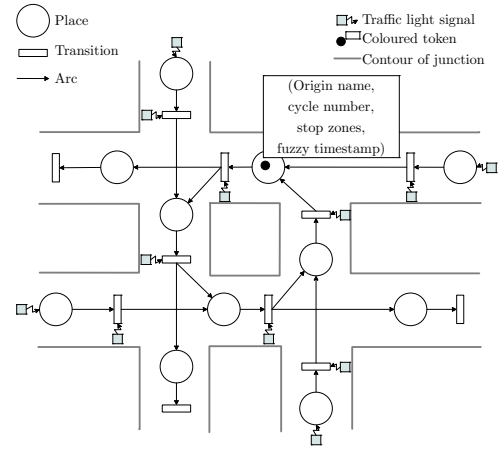 Place
Transition
Arc
Traffic light signal
Coloured token
Contour of junction
(Origin name,
cycle number,
stop zones,
fuzzy timestamp)